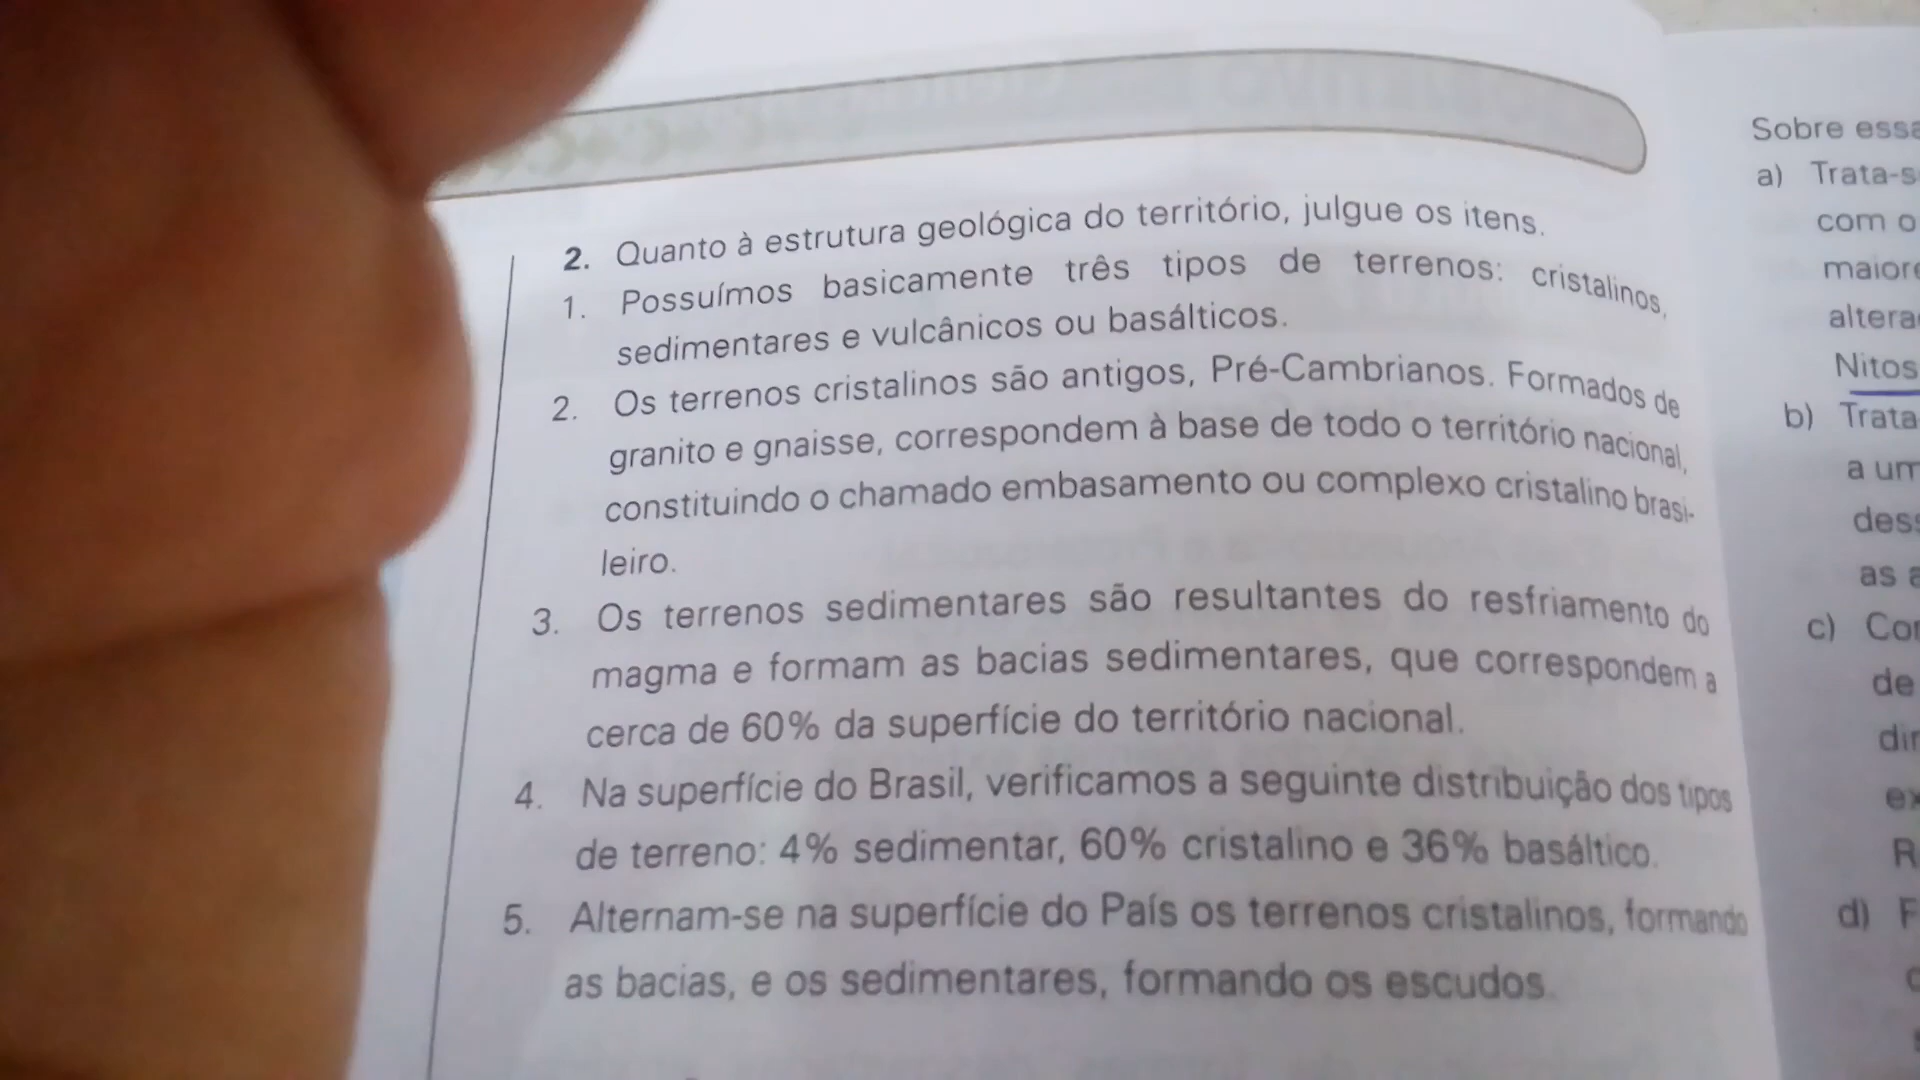 2. Quanto à estrutura geológica do território, julgue os itens.
1. Possuímos basicamente três tipos de terrenos: cristalinos,
sedimentares e vulcânicos ou basálticos.
2. Os terrenos cristalinos são antigos, Pré-Cambrianos. Formados de
granito e gnaisse, correspondem à base de todo o território nacional,
constituindo o chamado embasamento ou complexo cristalino brasi-
leiro.
3. Os terrenos sedimentares são resultantes do resfriamento do
magma e formam as bacias sedimentares, que correspondem a
cerca de 60% da superfície do território nacional.
4. Na superfície do Brasil, verificamos a seguinte distribuição dos tipos
de terreno: 4% sedimentar, 60% cristalino e 36% basáltico.
5. Alternam-se na superfície do País os terrenos cristalinos, formando
as bacias, e os sedimentares, formando os escudos.
Sobre essa
a) Trata-s
com o
maiore
altera
Nitos
b) Trata
a um
des
as a
c) Cor
de
dir
ex
R
d) F